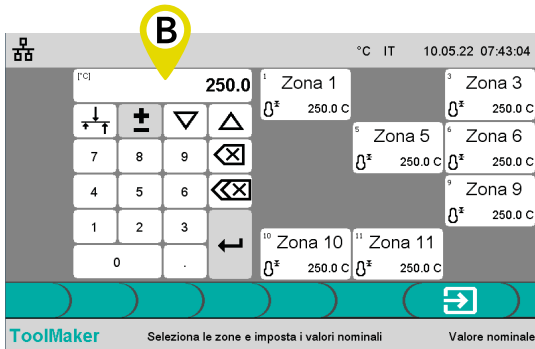 B
°C IT 10.05.22 07:43:04
[°C]
250.0
7 8 9
4 5 6
1 2 3
0 .
1 Zona 1
250.0 C
3 Zona 3
250.0 C
5 Zona 5
250.0 C
6 Zona 6
250.0 C
9 Zona 9
250.0 C
10 Zona 10
250.0 C
11 Zona 11
250.0 C
ToolMaker Seleziona le zone e imposta i valori nominali Valore nominale